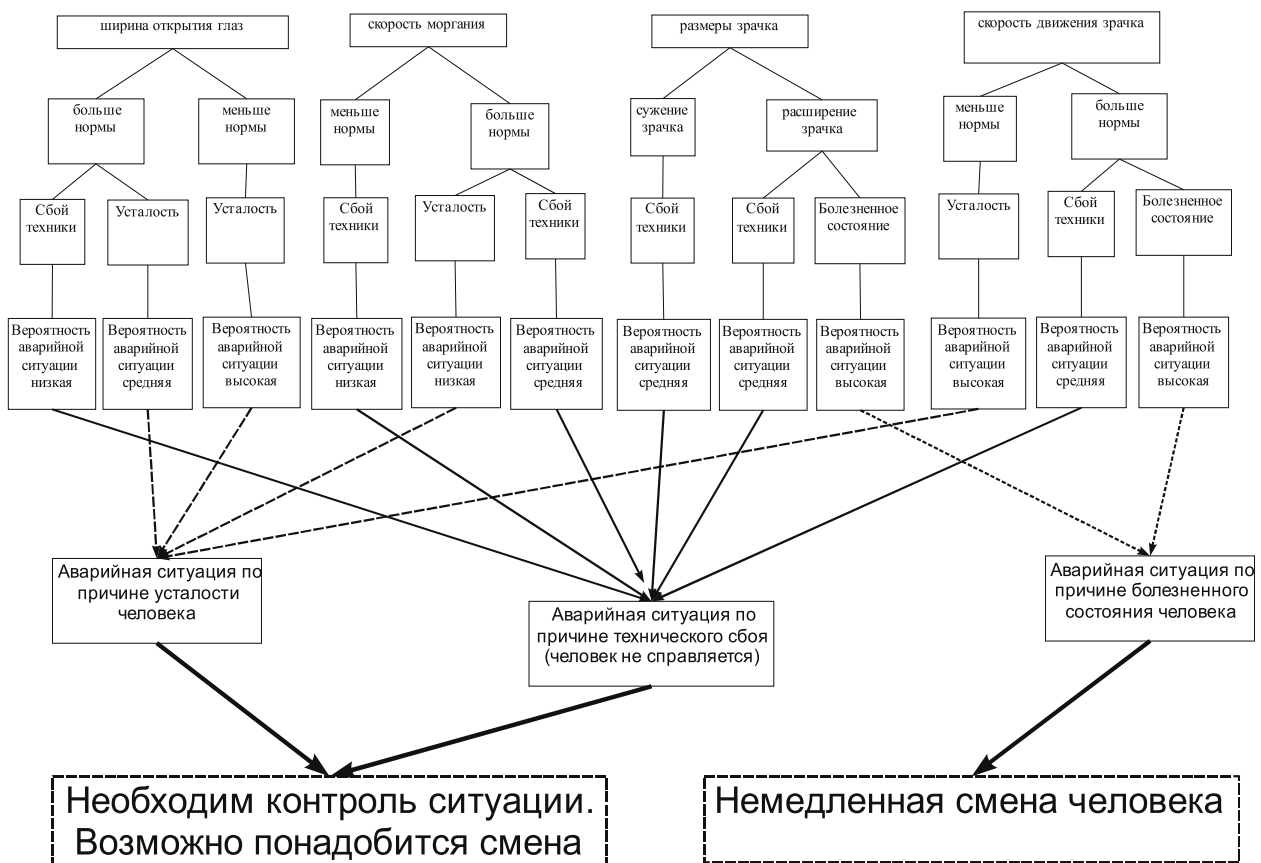 ширина открытия глаз
скорость моргания
размеры зрачка
скорость движения зрачка
больше
нормы
меньше
нормы
меньше
нормы
больше
нормы
сужение
зрачка
расширение
зрачка
меньше
нормы
больше
нормы
Сбой
техники
Усталость
Усталость
Сбой
техники
Усталость
Сбой
техники
Сбой
техники
Сбой
техники
Болезненное
состояние
Усталость
Сбой
техники
Болезненное
состояние
Вероятность
аварийной
ситуации
низкая
Вероятность
аварийной
ситуации
средняя
Вероятность
аварийной
ситуации
высокая
Вероятность
аварийной
ситуации
низкая
Вероятность
аварийной
ситуации
низкая
Вероятность
аварийной
ситуации
средняя
Вероятность
аварийной
ситуации
средняя
Вероятность
аварийной
ситуации
средняя
Вероятность
аварийной
ситуации
высокая
Вероятность
аварийной
ситуации
высокая
Вероятность
аварийной
ситуации
средняя
Вероятность
аварийной
ситуации
высокая
Аварийная ситуация по
причине усталости
человека
Аварийная ситуация по
причине технического сбоя
(человек не справляется)
Аварийная ситуация по
причине болезненного
состояния человека
Необходим контроль ситуации.
Возможно понадобится смена
Немедленная смена человека